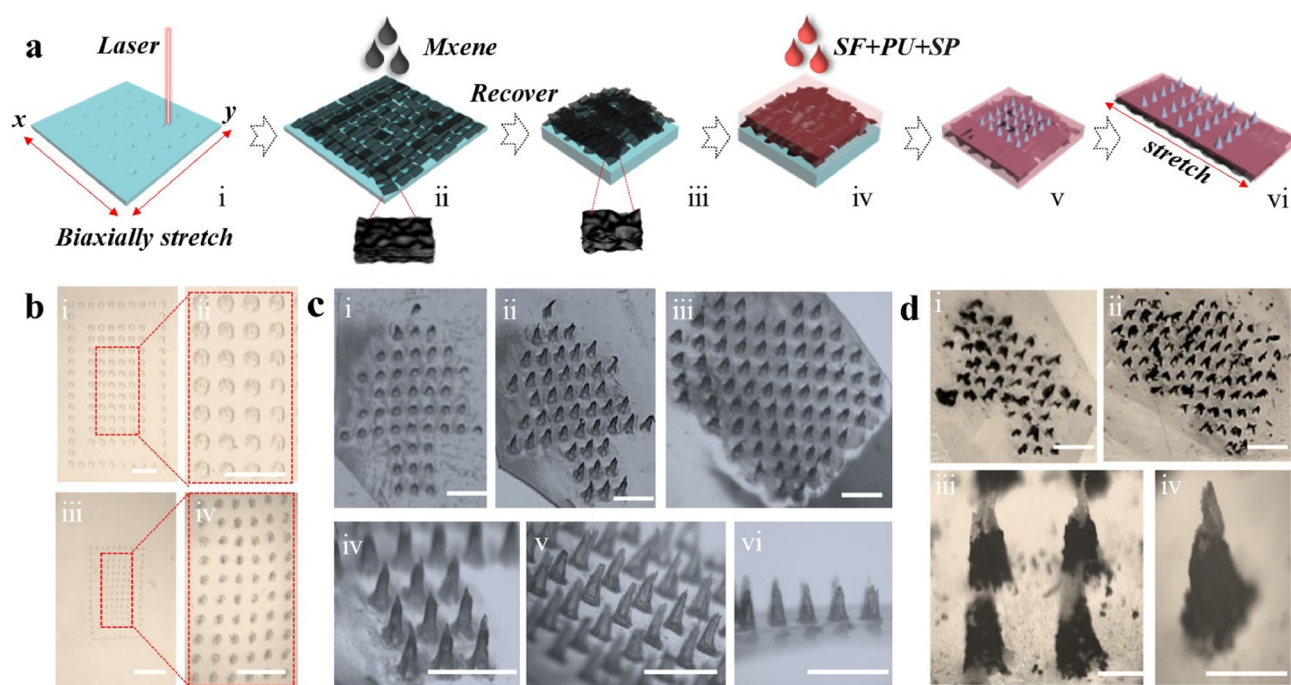 a
Laser
Mxene
SF+PU+SP
Recover
x
y
i
ii
iii
iv
v
vi
Biaxially stretch
stretch
b
i
ii
iii
iv
c
i
ii
iii
iv
v
vi
d
i
ii
iii
iv